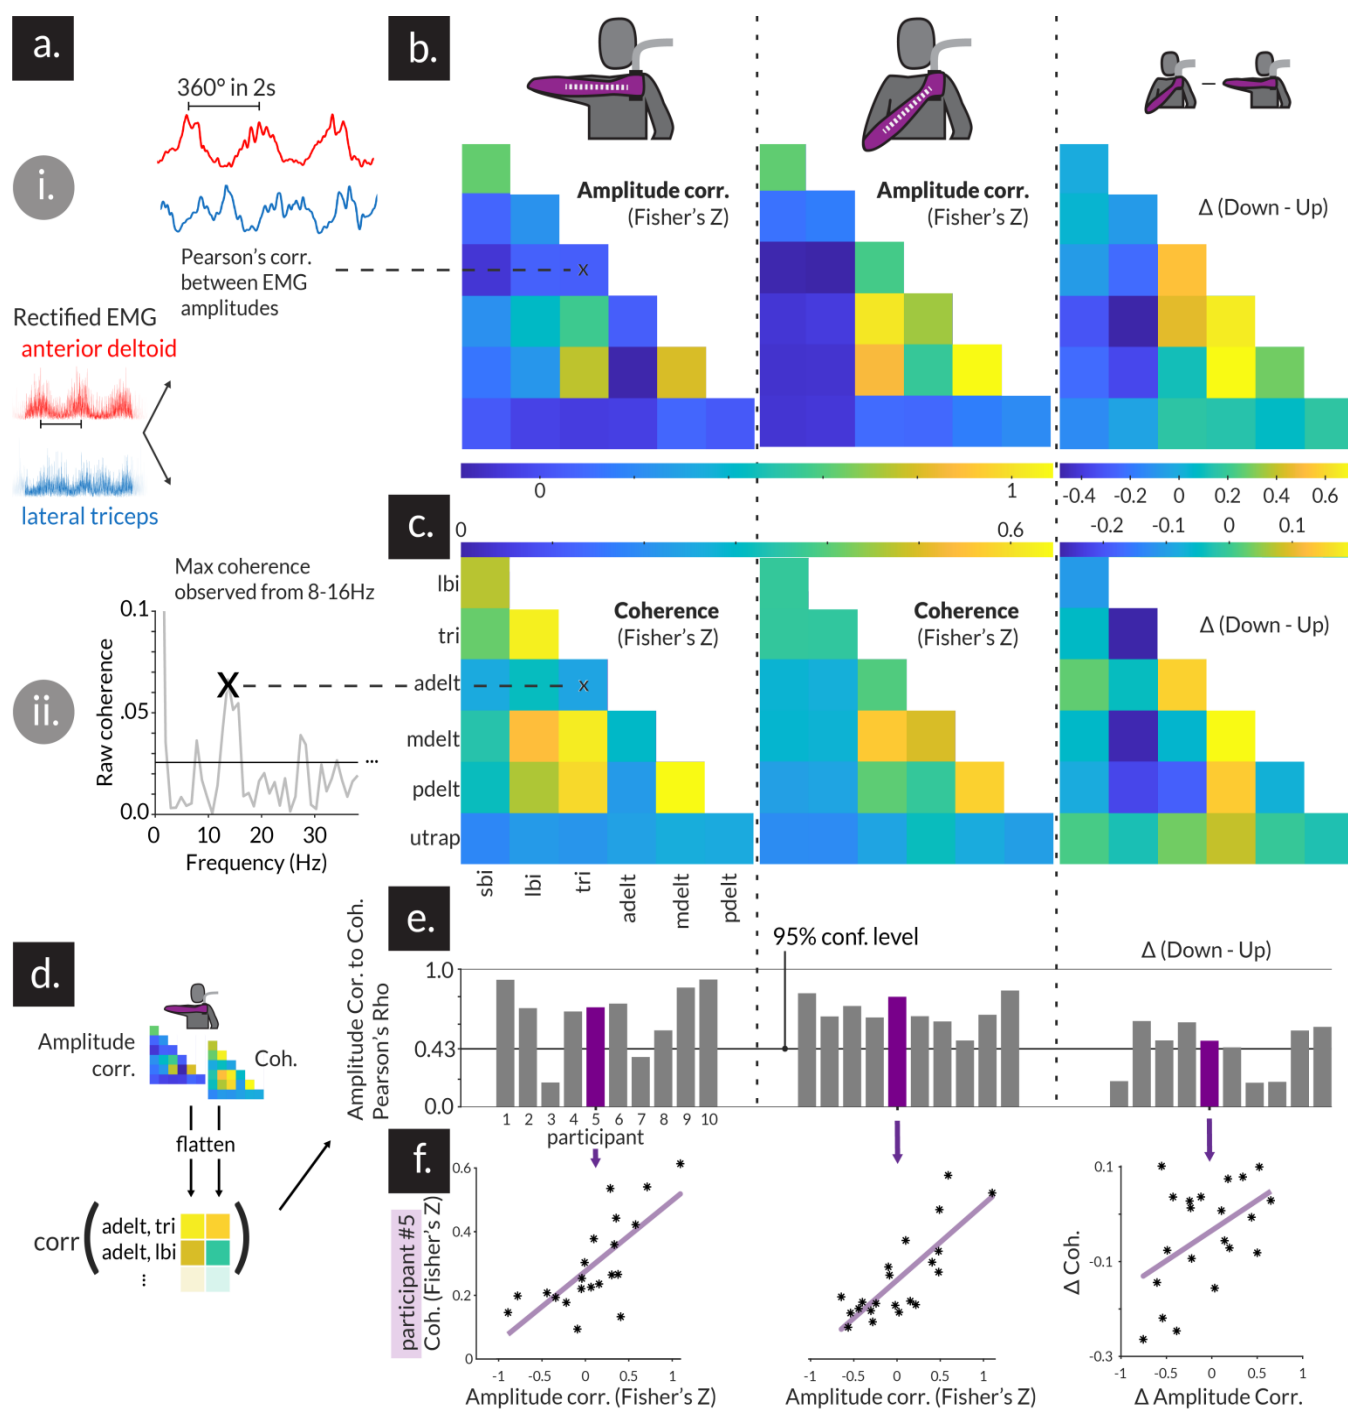 a.
360° in 2s
i.
Pearson's corr.
between EMG
amplitudes
Rectified EMG
anterior deltoid
lateral triceps
b.
Amplitude corr.
(Fisher's Z)
x
Amplitude corr.
(Fisher's Z)
Δ (Down - Up)
0
1
-0.4 -0.2 0 0.2 0.4 0.6
c.
0
0.6
-0.2 -0.1 0 0.1
ii.
Max coherence
observed from 8-16Hz
Raw coherence
0.1
.05
0.0
X
...
0 10 20 30
Frequency (Hz)
lbi
tri
adelt
mdelt
pdelt
utrap
Coherence
(Fisher's Z)
x
Coherence
(Fisher's Z)
Δ (Down - Up)
sbi lbi tri adelt mdelt pdelt
d.
Amplitude
corr.
Coh.
flatten
corr
adelt, tri
adelt, lbi
...
e.
Amplitude Cor. to Coh.
Pearson's Rho
1.0
0.43
0.0
95% conf. level
Δ (Down - Up)
1 2 3 4 5 6 7 8 9 10
participant
f.
participant #5
Coh. (Fisher's Z)
0.6
0.4
0.2
0
-1 -0.5 0 0.5 1
Amplitude corr. (Fisher's Z)
-1 -0.5 0 0.5 1
Amplitude corr. (Fisher's Z)
Δ Coh.
0.1
-0.1
-0.3
-1 -0.5 0 0.5 1
Δ Amplitude Corr.